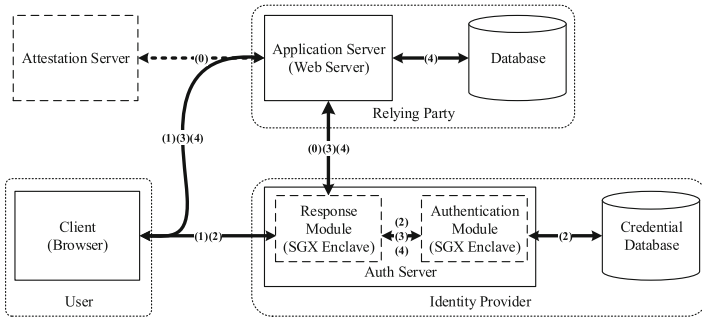 Attestation Server
(0)
Application Server
(Web Server)
(4)
Database
Relying Party
(1)(3)(4)
(0)(3)(4)
Client
(Browser)
User
(1)(2)
Response
Module
(SGX Enclave)
(2)
(3)
(4)
Authentication
Module
(SGX Enclave)
Auth Server
(2)
Credential
Database
Identity Provider